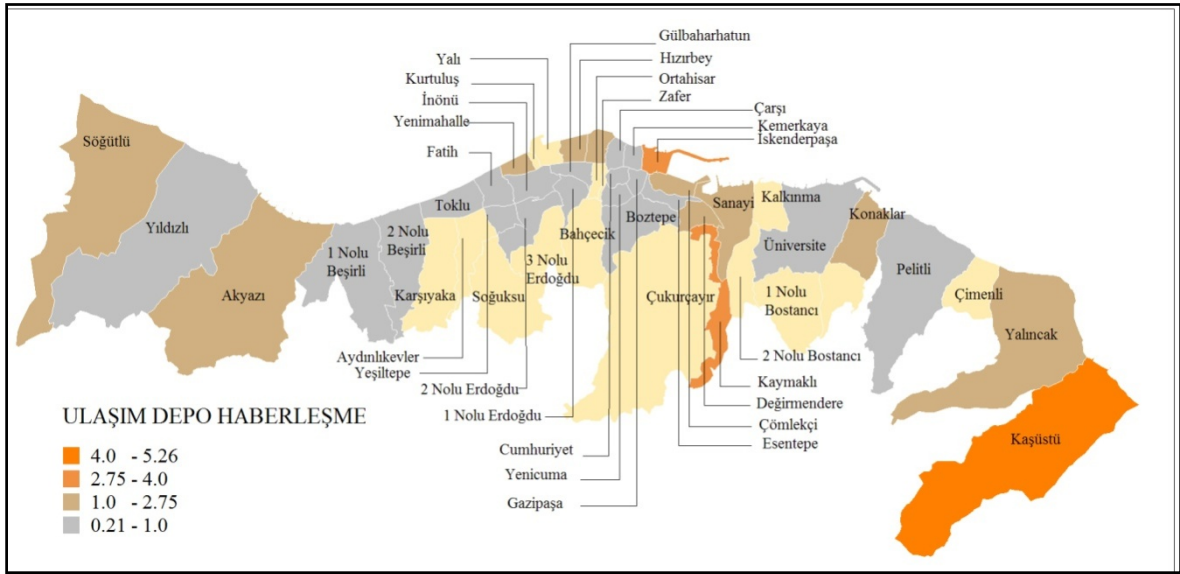 Gülbaharhatun
Hızırbey
Ortahisar
Zafer
Çarşı
Kemerkaya
İskenderpaşa
Yalı
Kurtuluş
İnönü
Yenimahalle
Fatih
Söğütlü
Yıldızlı
Akyazı
1 Nolu
Beşirli
2 Nolu
Beşirli
Toklu
Karşıyaka
Soğuksu
3 Nolu
Erdoğdu
Bahçecik
Boztepe
Çukurçayır
Sanayi
Kalkınma
Üniversite
Konaklar
1 Nolu
Bostancı
Pelitli
Çimenli
Yalıncak
Kaşüstü
Aydınlıkevler
Yeşiltepe
2 Nolu Erdoğdu
1 Nolu Erdoğdu
Cumhuriyet
Yenicuma
Gazipaşa
2 Nolu Bostancı
Kaymaklı
Değirmendere
Çömlekçi
Esentepe
ULAŞIM DEPO HABERLEŞME
4.0 - 5.26
2.75 - 4.0
1.0 - 2.75
0.21 - 1.0